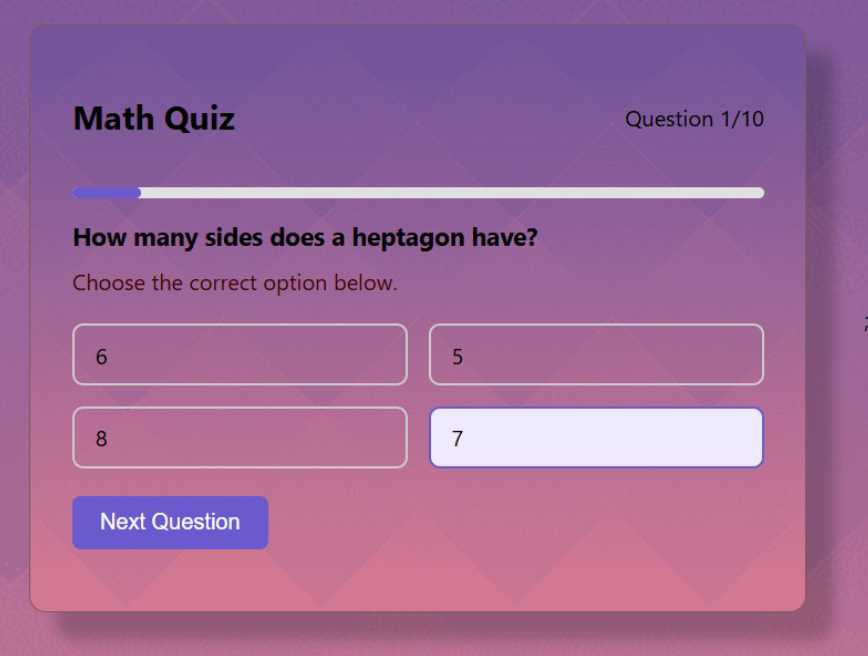 Math Quiz
Question 1/10
How many sides does a heptagon have?
Choose the correct option below.
6
5
8
7
Next Question